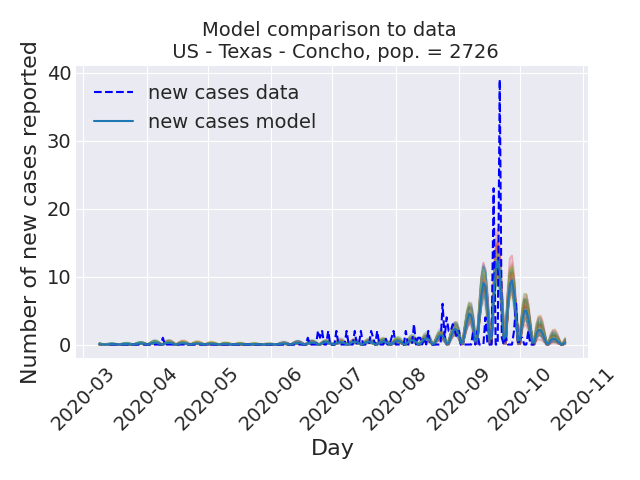 Model comparison to data
US - Texas - Concho, pop. = 2726
Number of new cases reported
40
30
20
10
0
new cases data
new cases model
2020-03
2020-04
2020-05
2020-06
2020-07
2020-08
2020-09
2020-10
2020-11
Day